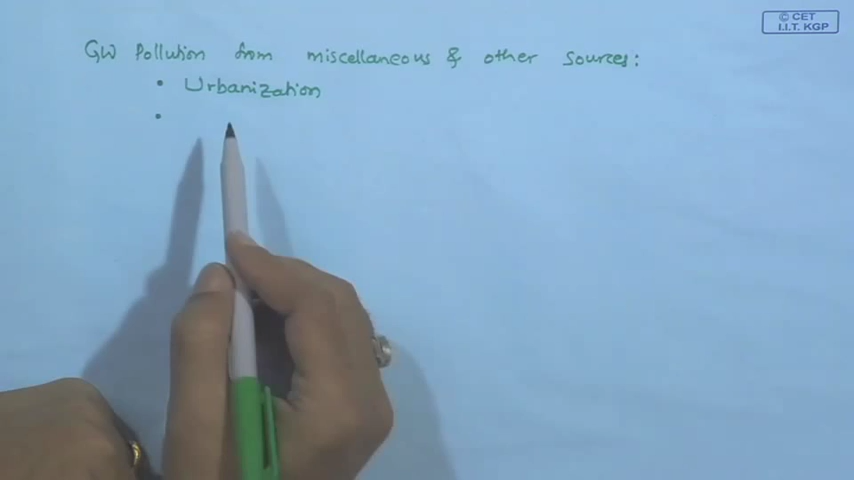 © CET
I.I.T. KGP
GW Pollution from miscellaneous & other Sources:
• Urbanization
•